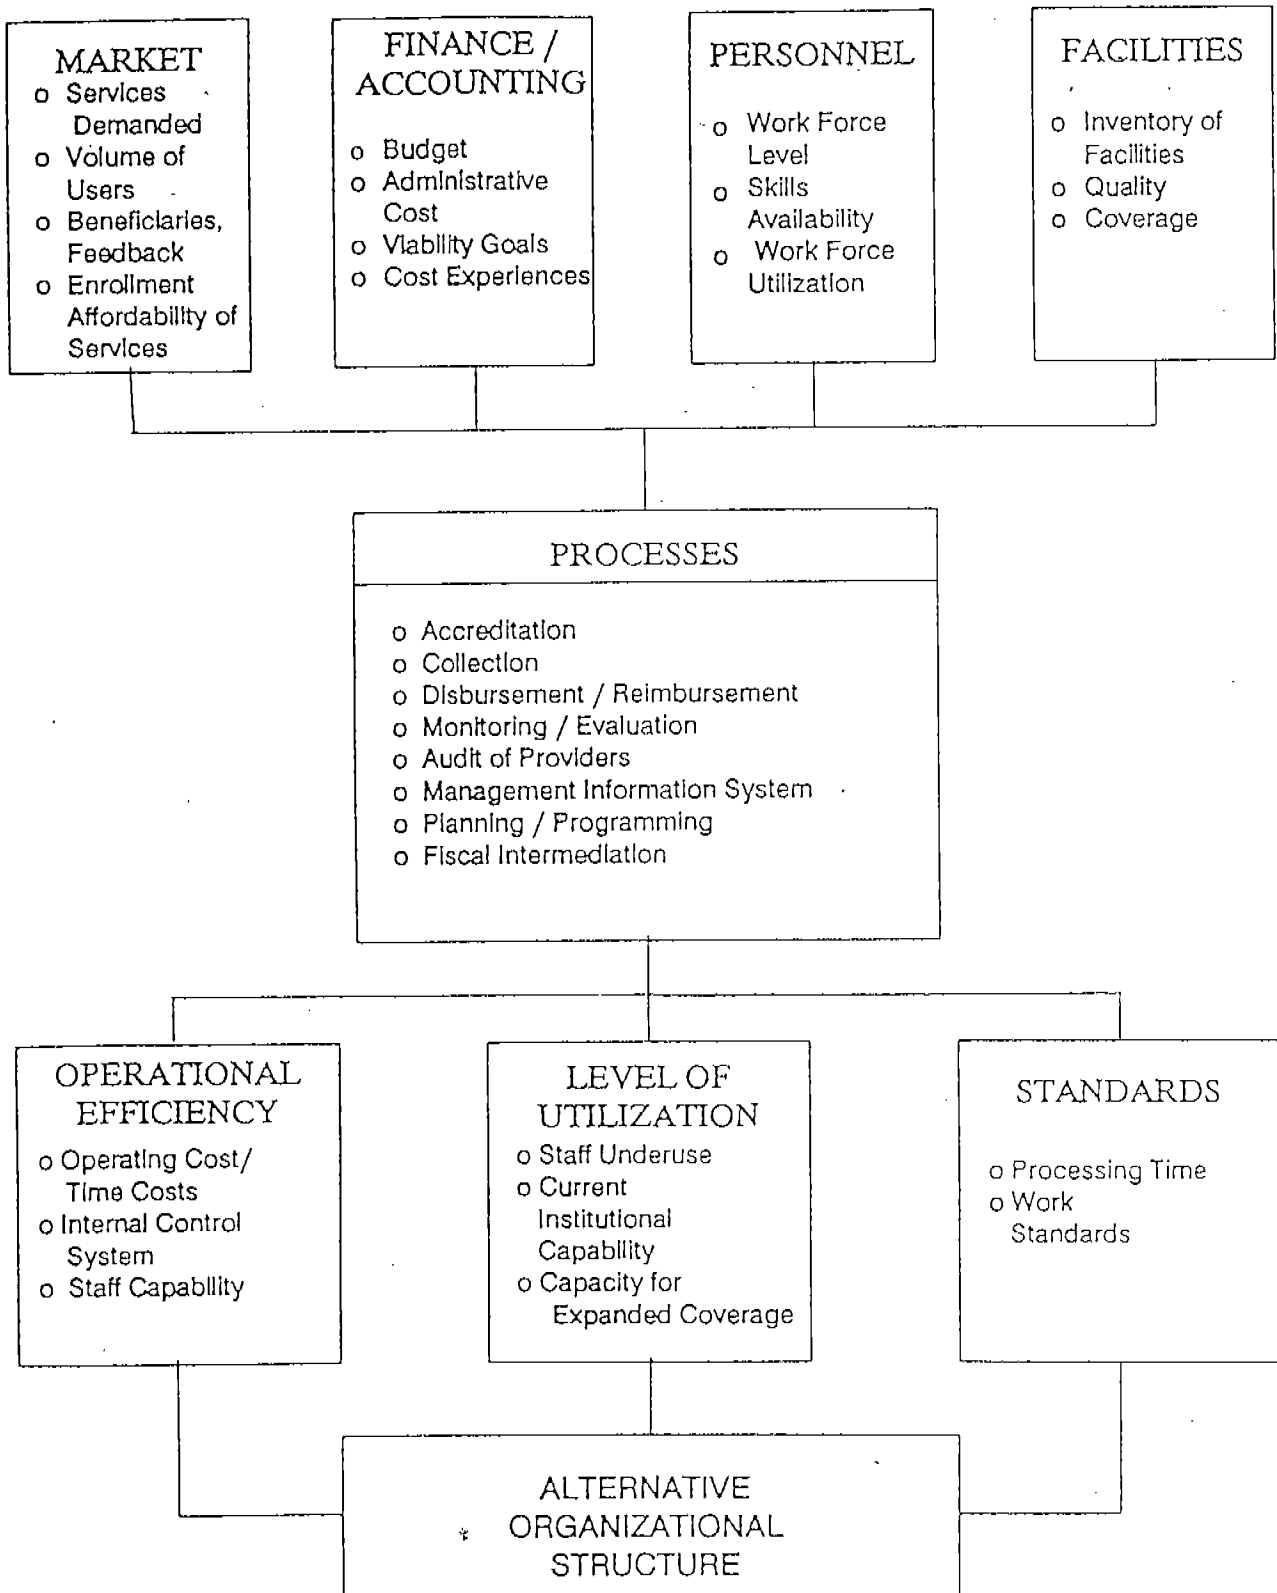 MARKET
o Services
Demanded
o Volume of
Users
o Beneficiaries,
Feedback
o Enrollment
Affordability of
Services
FINANCE /
ACCOUNTING
o Budget
o Administrative
Cost
o Viability Goals
o Cost Experiences
PERSONNEL
o Work Force
Level
o Skills
Availability
o Work Force
Utilization
FACILITIES
o Inventory of
Facilities
o Quality
o Coverage
PROCESSES
o Accreditation
o Collection
o Disbursement / Reimbursement
o Monitoring / Evaluation
o Audit of Providers
o Management Information System
o Planning / Programming
o Fiscal Intermediation
OPERATIONAL
EFFICIENCY
o Operating Cost/
Time Costs
o Internal Control
System
o Staff Capability
LEVEL OF
UTILIZATION
o Staff Underuse
o Current
Institutional
Capability
o Capacity for
Expanded Coverage
STANDARDS
o Processing Time
o Work
Standards
ALTERNATIVE
ORGANIZATIONAL
STRUCTURE